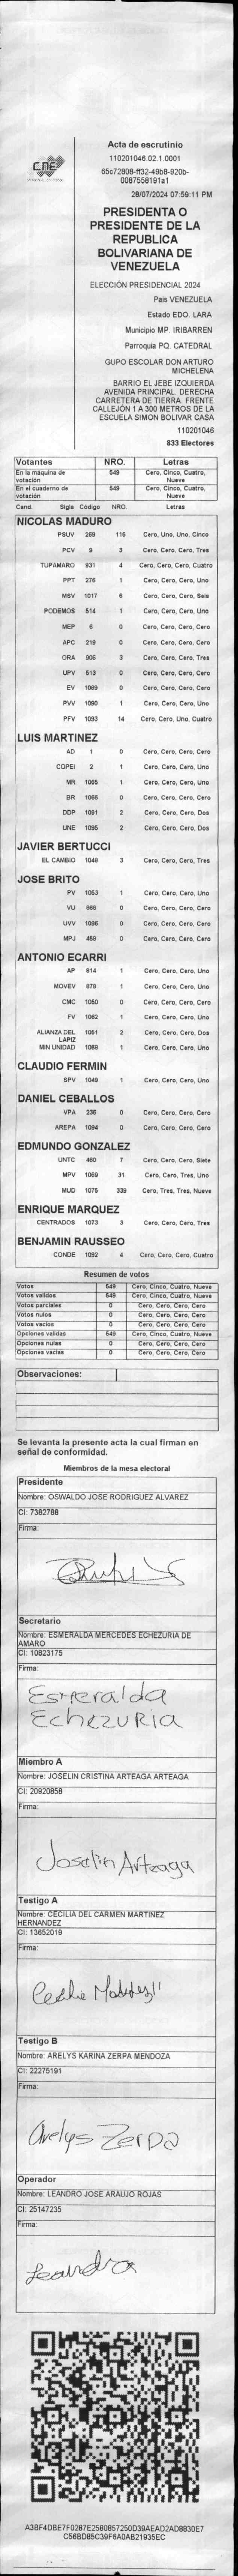 CNE
Acta de escrutinio
110201046.02.1.0001
28/07/2024 07:59:11 PM
PRESIDENTA O
PRESIDENTE DE LA
REPUBLICA
BOLIVARIANA DE
VENEZUELA
ELECCIÓN PRESIDENCIAL 2024
Pais VENEZUELA
Estado EDO. LARA
Municipio MP. IRIBARREN
Parroquia PQ. CATEDRAL
GUPO ESCOLAR DON ARTURO
MICHELENA
BARRIO EL JEBE IZQUIERDA
AVENIDA PRINCIPAL. DERECHA
CARRETERA DE TIERRA. FRENTE
CALLEJÓN 1 A 300 METROS DE LA
ESCUELA SIMON BOLIVAR CASA
110201046
833 Electores
Votantes NRO. Letras
En la máquina de votación 549 Cero, Cinco, Cuatro, Nueve
En el cuaderno de votación 549 Cero, Cinco, Cuatro, Nueve
Cand. Sigla Código NRO. Letras
NICOLAS MADURO
PSUV 269 115 Cero, Uno, Uno, Cinco
PCV 9 3 Cero, Cero, Cero, Tres
TUPAMARO 931 4 Cero, Cero, Cero, Cuatro
PPT 275 1 Cero, Cero, Cero, Uno
MSV 1017 6 Cero, Cero, Cero, Seis
PODEMOS 514 1 Cero, Cero, Cero, Uno
MEP 6 0 Cero, Cero, Cero, Cero
APC 219 0 Cero, Cero, Cero, Cero
ORA 906 3 Cero, Cero, Cero, Tres
UPV 513 0 Cero, Cero, Cero, Cero
EV 1089 0 Cero, Cero, Cero, Cero
PVV 1090 1 Cero, Cero, Cero, Uno
PFV 1093 14 Cero, Cero, Uno, Cuatro
LUIS MARTINEZ
AD 1 0 Cero, Cero, Cero, Cero
COPEI 2 1 Cero, Cero, Cero, Uno
MR 1 Cero, Cero, Cero, Uno
BR 1066 0 Cero, Cero, Cero, Cero
DDP 1091 2 Cero, Cero, Cero, Dos
UNE 1095 2 Cero, Cero, Cero, Dos
JAVIER BERTUCCI
EL CAMBIO 1048 3 Cero, Cero, Cero, Tres
JOSE BRITO
PV 1053 1 Cero, Cero, Cero, Uno
VU 868 0 Cero, Cero, Cero, Cero
UVV 1096 0 Cero, Cero, Cero, Cero
MPJ 459 0 Cero, Cero, Cero, Cero
ANTONIO ECARRI
AP 814 1 Cero, Cero, Cero, Uno
MOVEV 878 1 Cero, Cero, Cero, Uno
CMC 1050 0 Cero, Cero, Cero, Cero
FV 1062 1 Cero, Cero, Cero, Uno
ALIANZA DEL LAPIZ 1051 2 Cero, Cero, Cero, Dos
MIN UNIDAD 1068 1 Cero, Cero, Cero, Uno
CLAUDIO FERMIN
SPV 1049 1 Cero, Cero, Cero, Uno
DANIEL CEBALLOS
VPA 236 0 Cero, Cero, Cero, Cero
AREPA 1094 0 Cero, Cero, Cero, Cero
EDMUNDO GONZALEZ
UNTC 460 7 Cero, Cero, Cero, Siete
MPV 1069 31 Cero, Cero, Tres, Uno
MUD 1075 339 Cero, Tres, Tres, Nueve
ENRIQUE MARQUEZ
CENTRADOS 1073 3 Cero, Cero, Cero, Tres
BENJAMIN RAUSSEO
CONDE 1092 4 Cero, Cero, Cero, Cuatro
Resumen de votos
Votos 549 Cero, Cinco, Cuatro, Nueve
Votos validos 549 Cero, Cinco, Cuatro, Nueve
Votos parciales 0 Cero, Cero, Cero, Cero
Votos nulos 0 Cero, Cero, Cero, Cero
Votos vacios 0 Cero, Cero, Cero, Cero
Opciones validas 549 Cero, Cinco, Cuatro, Nueve
Opciones nulas 0 Cero, Cero, Cero, Cero
Opciones vacias 0 Cero, Cero, Cero, Cero
Observaciones:
Se levanta la presente acta la cual firman en
señal de conformidad.
Miembros de la mesa electoral
Presidente
Nombre: OSWALDO JOSE RODRIGUEZ ALVAREZ
CI: 7382788
Firma:
Secretario
Nombre: ESMERALDA MERCEDES ECHEZURIA DE
AMARO
CI: 10823175
Firma:
Esmeralda
Echezuria
Miembro A
Nombre: JOSELIN CRISTINA ARTEAGA ARTEAGA
CI: 20920858
Firma:
Joselin Arteaga
Testigo A
Nombre: CECILIA DEL CARMEN MARTINEZ
HERNANDEZ
CI: 13652019
Firma:
Testigo B
Nombre: ARELYS KARINA ZERPA MENDOZA
CI: 22275191
Firma:
Arelys Zerpa
Operador
Nombre: LEANDRO JOSE ARAUJO ROJAS
CI: 25147235
Firma:
Leandro